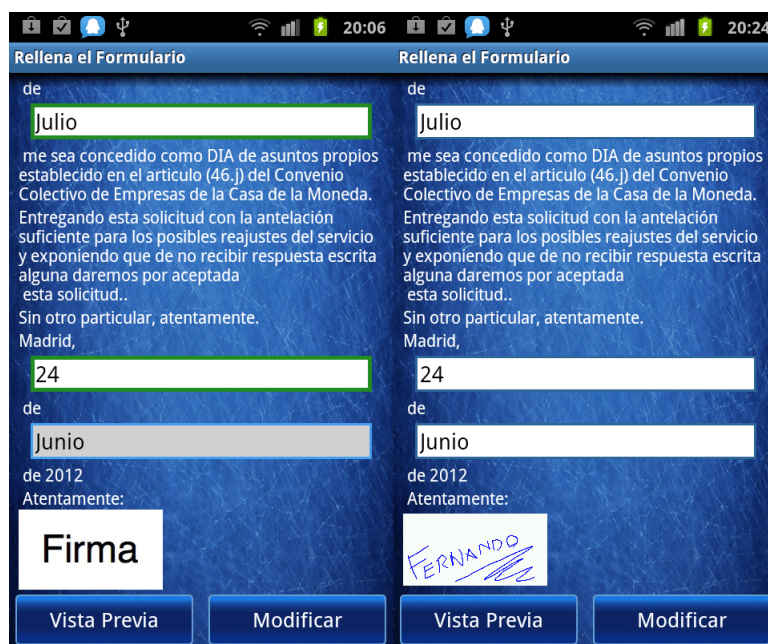 20:06
Rellena el Formulario
de
Julio
me sea concedido como DIA de asuntos propios
establecido en el articulo (46.j) del Convenio
Colectivo de Empresas de la Casa de la Moneda.
Entregando esta solicitud con la antelación
suficiente para los posibles reajustes del servicio
y exponiendo que de no recibir respuesta escrita
alguna daremos por aceptada
esta solicitud..
Sin otro particular, atentamente.
Madrid,
24
de
Junio
de 2012
Atentamente:
Firma
Vista Previa
Modificar
20:24
Rellena el Formulario
de
Julio
me sea concedido como DIA de asuntos propios
establecido en el articulo (46.j) del Convenio
Colectivo de Empresas de la Casa de la Moneda.
Entregando esta solicitud con la antelación
suficiente para los posibles reajustes del servicio
y exponiendo que de no recibir respuesta escrita
alguna daremos por aceptada
esta solicitud..
Sin otro particular, atentamente.
Madrid,
24
de
Junio
de 2012
Atentamente:
FERNANDO
Vista Previa
Modificar